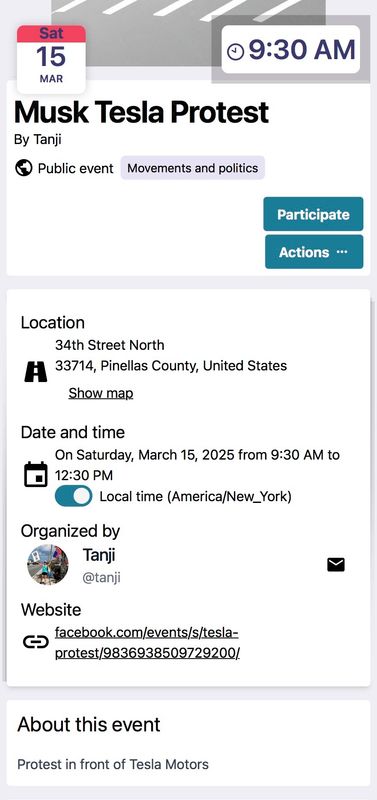 Sat
15
MAR
9:30 AM
Musk Tesla Protest
By Tanji
Public event
Movements and politics
Participate
Actions ···
Location
34th Street North
33714, Pinellas County, United States
Show map
Date and time
On Saturday, March 15, 2025 from 9:30 AM to
12:30 PM
Local time (America/New_York)
Organized by
Tanji
@tanji
Website
facebook.com/events/s/tesla-
protest/9836938509729200/
About this event
Protest in front of Tesla Motors